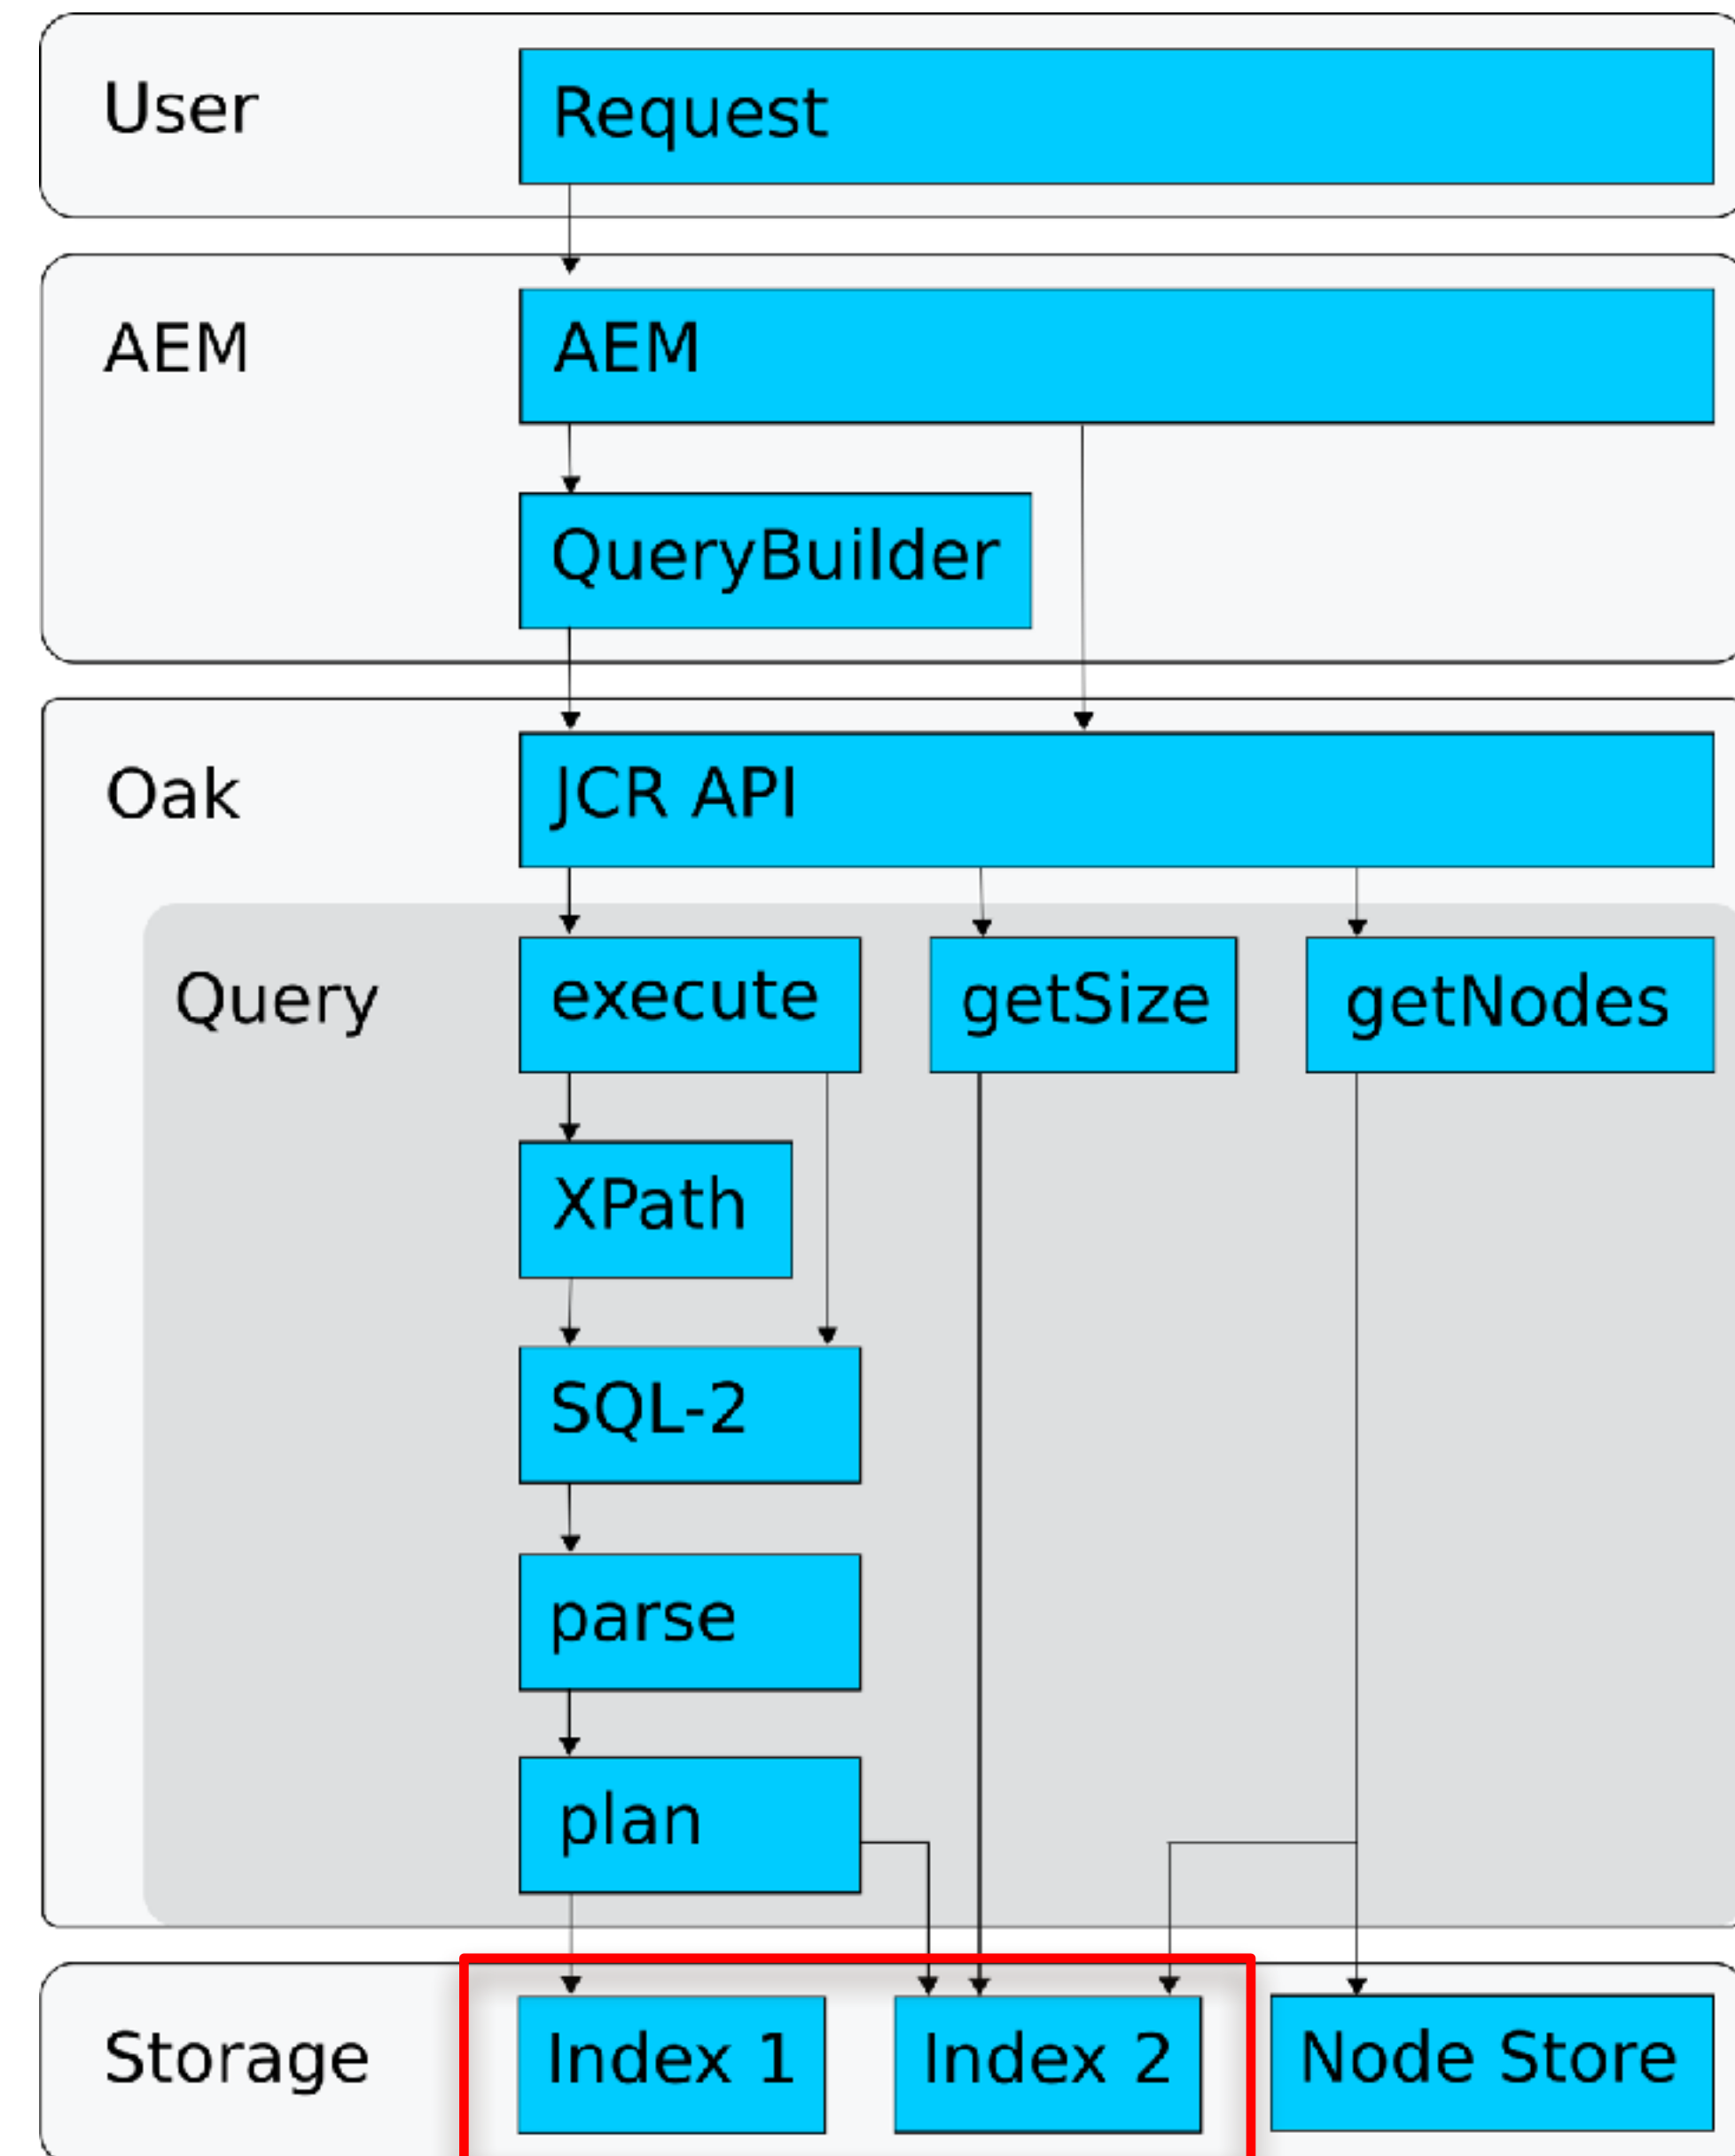 User
Request
AEM
AEM
QueryBuilder
Oak
JCR API
Query
execute
getSize
getNodes
XPath
SQL-2
parse
plan
Storage
Index 1
Index 2
Node Store